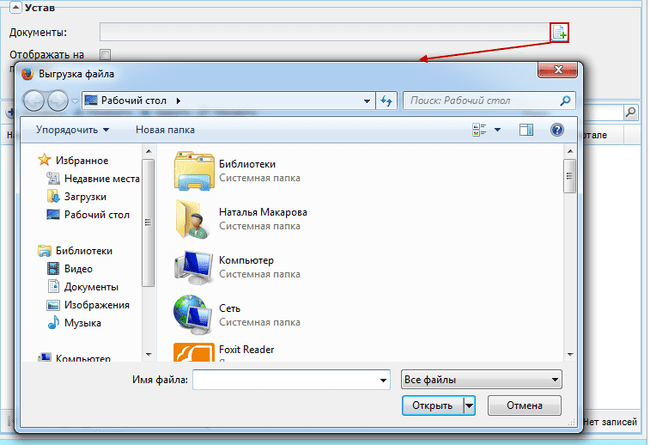 Устав
Документы:
Отображать на
Выгрузка файла
Рабочий стол
Поиск: Рабочий стол
Упорядочить
Новая папка
Избранное
Недавние места
Загрузки
Рабочий стол
Библиотеки
Видео
Документы
Изображения
Музыка
Компьютер
Библиотеки
Системная папка
Наталья Макарова
Системная папка
Компьютер
Системная папка
Сеть
Системная папка
Foxit Reader
Имя файла:
Все файлы
Открыть
Отмена
Нет записей